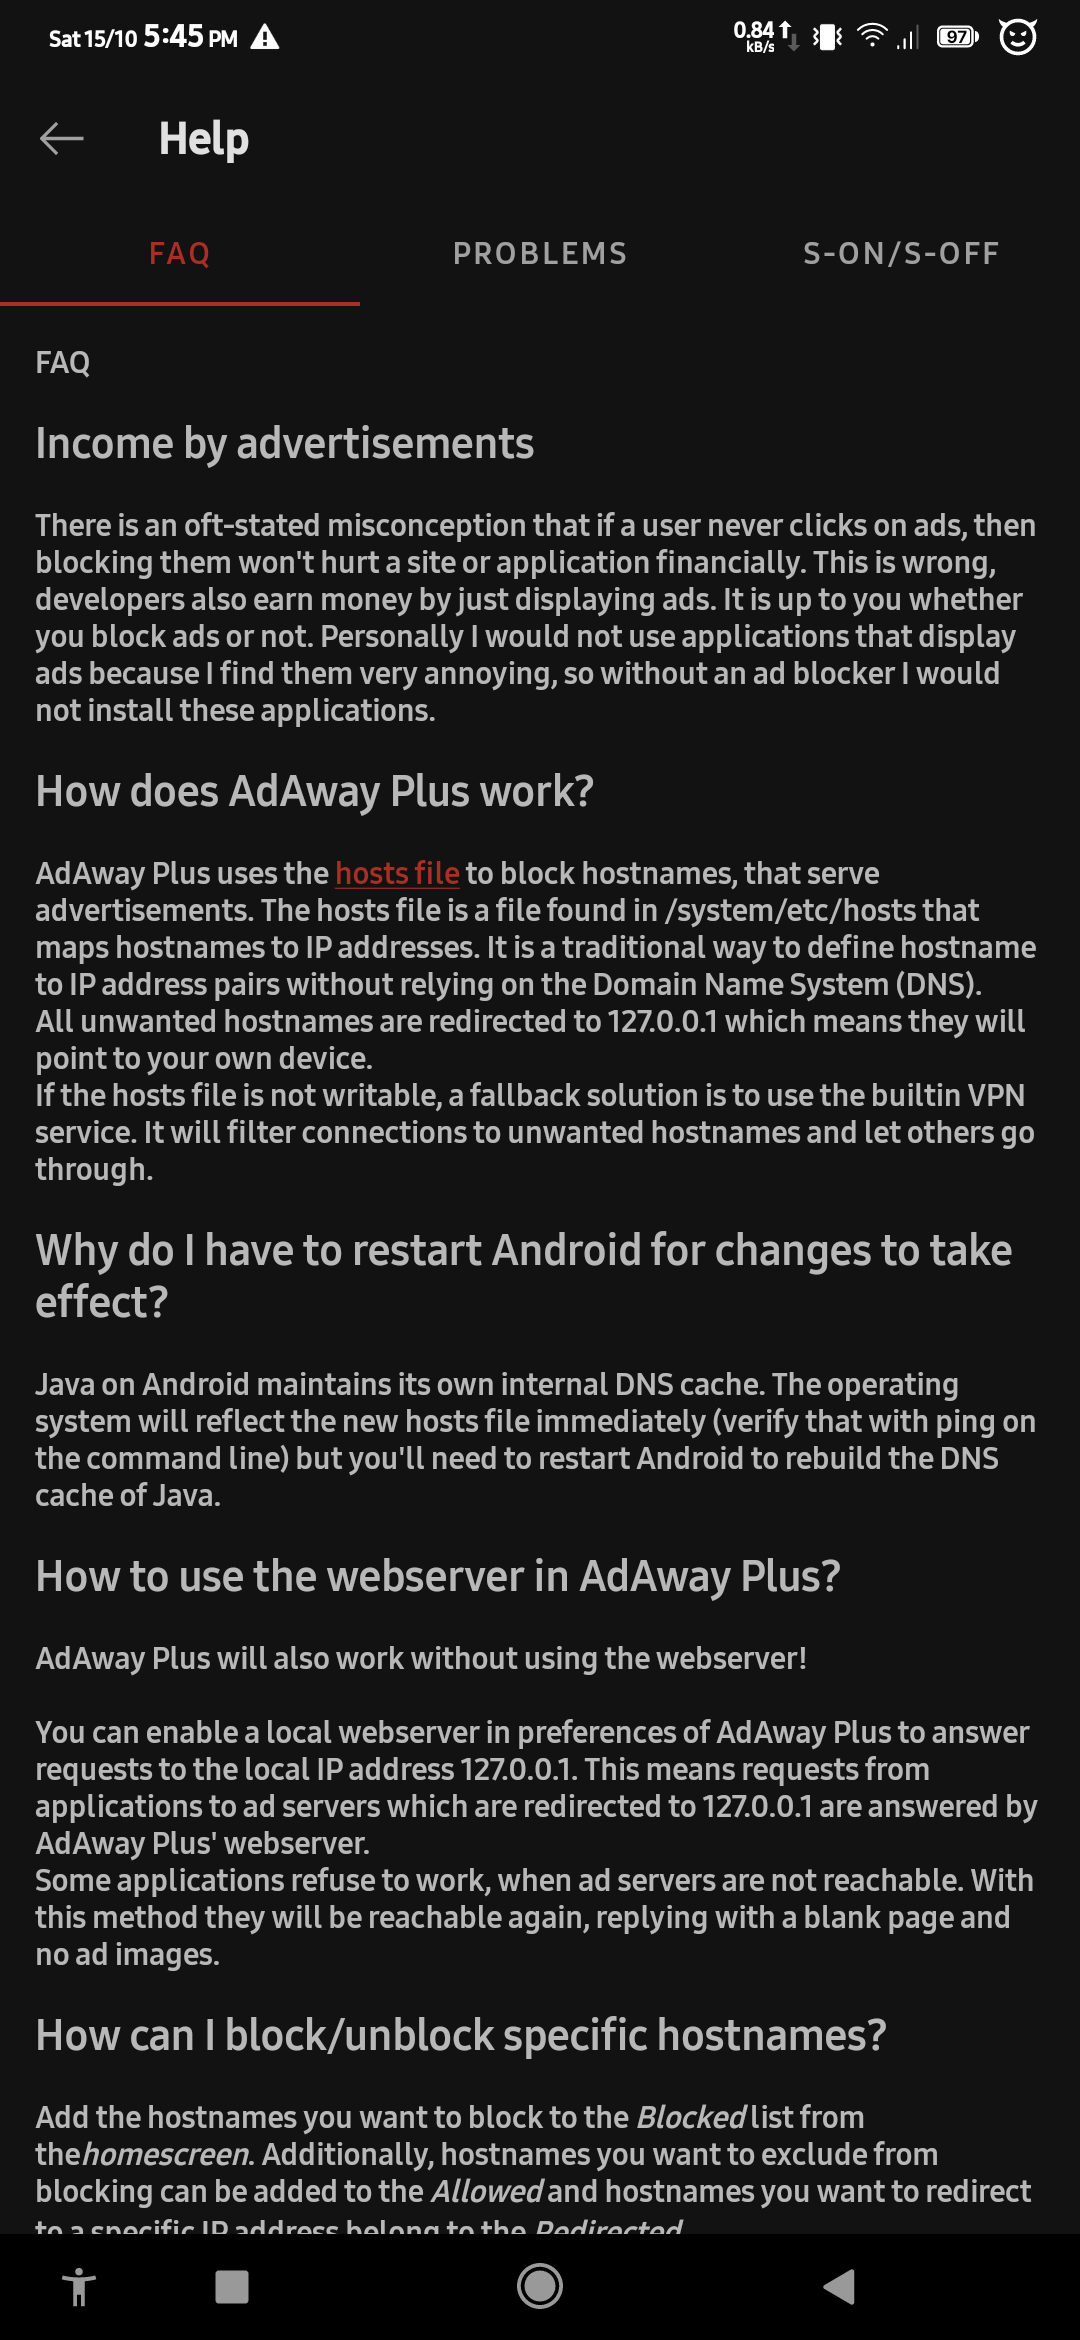 Sat 15/10 5:45 PM
0.84
kB/s
97
Help
FAQ
PROBLEMS
S-ON/S-OFF
FAQ
Income by advertisements
There is an oft-stated misconception that if a user never clicks on ads, then
blocking them won't hurt a site or application financially. This is wrong,
developers also earn money by just displaying ads. It is up to you whether
you block ads or not. Personally I would not use applications that display
ads because I find them very annoying, so without an ad blocker I would
not install these applications.
How does AdAway Plus work?
AdAway Plus uses the hosts file to block hostnames, that serve
advertisements. The hosts file is a file found in /system/etc/hosts that
maps hostnames to IP addresses. It is a traditional way to define hostname
to IP address pairs without relying on the Domain Name System (DNS).
All unwanted hostnames are redirected to 127.0.0.1 which means they will
point to your own device.
If the hosts file is not writable, a fallback solution is to use the builtin VPN
service. It will filter connections to unwanted hostnames and let others go
through.
Why do I have to restart Android for changes to take
effect?
Java on Android maintains its own internal DNS cache. The operating
system will reflect the new hosts file immediately (verify that with ping on
the command line) but you'll need to restart Android to rebuild the DNS
cache of Java.
How to use the webserver in AdAway Plus?
AdAway Plus will also work without using the webserver!
You can enable a local webserver in preferences of AdAway Plus to answer
requests to the local IP address 127.0.0.1. This means requests from
applications to ad servers which are redirected to 127.0.0.1 are answered by
AdAway Plus' webserver.
Some applications refuse to work, when ad servers are not reachable. With
this method they will be reachable again, replying with a blank page and
no ad images.
How can I block/unblock specific hostnames?
Add the hostnames you want to block to the Blocked list from
thehomescreen. Additionally, hostnames you want to exclude from
blocking can be added to the Allowed and hostnames you want to redirect
to a specific IP address belong to the Redirected